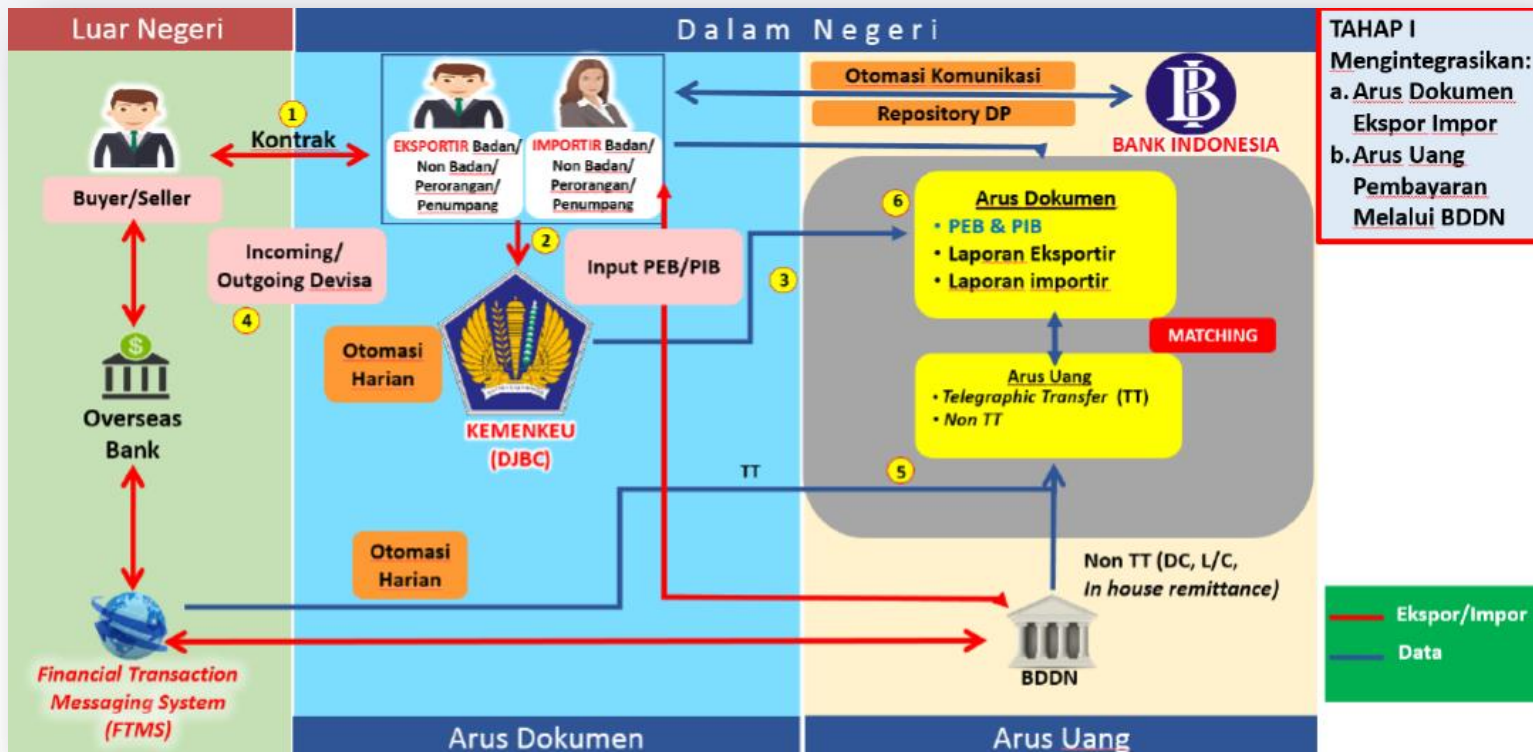 Luar Negeri
Dalam Negeri
TAHAP I
Mengintegrasikan:
a. Arus Dokumen
Ekspor Impor
b. Arus Uang
Pembayaran
Melalui BDDN
1
Kontrak
Buyer/Seller
EKSPORTIR Badan/
Non Badan/
Perorangan/
Penumpang
IMPORTIR Badan/
Non Badan/
Perorangan/
Penumpang
Otomasi Komunikasi
Repository DP
BANK INDONESIA
Incoming/
Outgoing Devisa
4
2
Input PEB/PIB
3
6
Arus Dokumen
• PEB & PIB
• Laporan Eksportir
• Laporan importir
MATCHING
Otomasi
Harian
KEMENKEU
(DJBC)
Arus Uang
• Telegraphic Transfer (TT)
• Non TT
Overseas
Bank
TT
5
Otomasi
Harian
Non TT (DC, L/C,
In house remittance)
BDDN
Financial Transaction
Messaging System
(FTMS)
Ekspor/Impor
Data
Arus Dokumen
Arus Uang